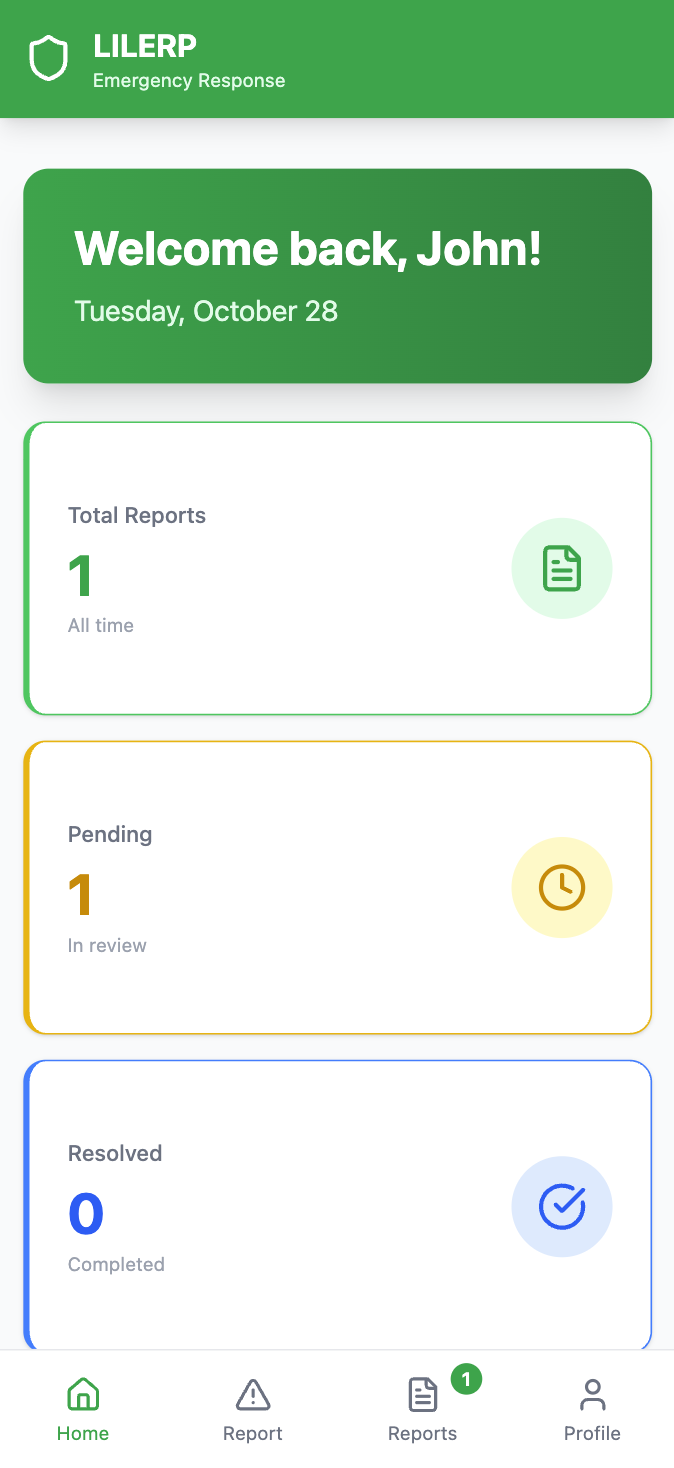 LILERP
Emergency Response
Welcome back, John!
Tuesday, October 28
Total Reports
1
All time
Pending
1
In review
Resolved
0
Completed
1
Home
Report
Reports
Profile